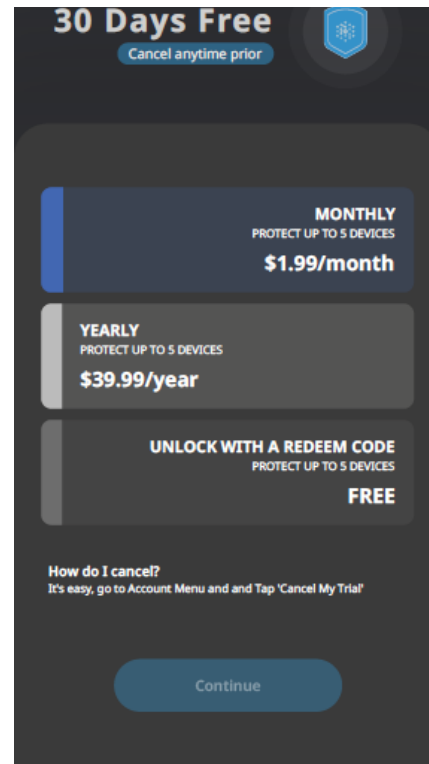 30 Days Free
Cancel anytime prior
MONTHLY
PROTECT UP TO 5 DEVICES
$1.99/month
YEARLY
PROTECT UP TO 5 DEVICES
$39.99/year
UNLOCK WITH A REDEEM CODE
PROTECT UP TO 5 DEVICES
FREE
How do I cancel?
It's easy, go to Account Menu and and Tap 'Cancel My Trial'
Continue